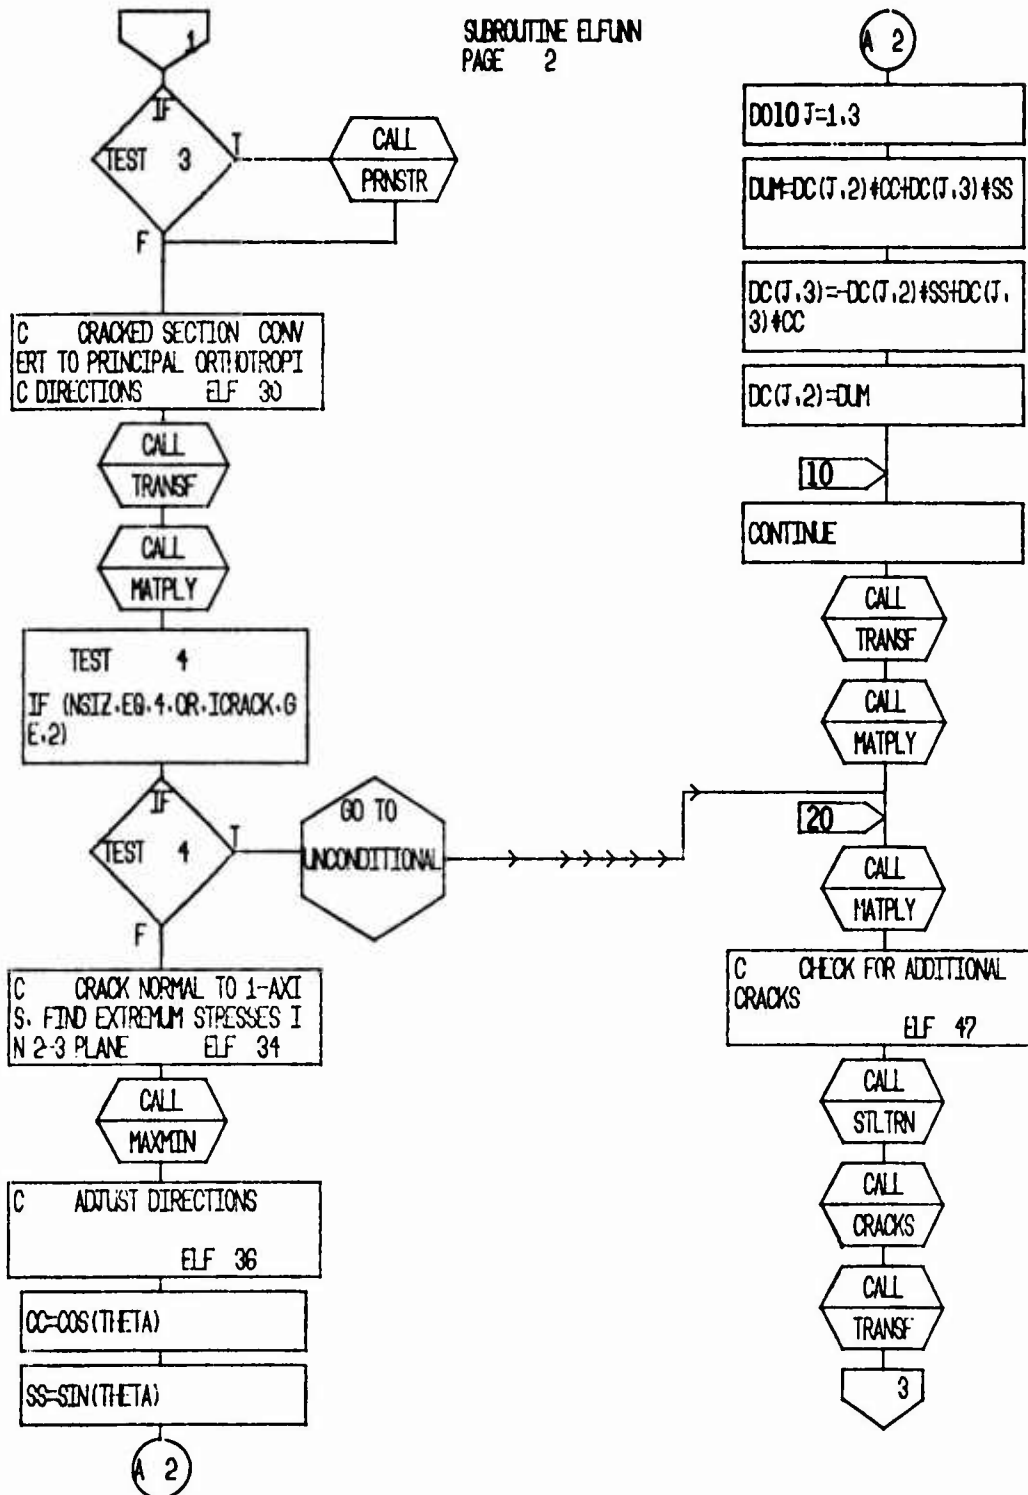 SUBROUTINE ELFUNN
PAGE 2
1
IF
TEST 3
T
F
CALL
PRNSTR
C CRACKED SECTION CONV
ERT TO PRINCIPAL ORTHOTROPI
C DIRECTIONS ELF 30
CALL
TRANSF
CALL
MATPLY
TEST 4
IF (NSIZ.EQ.4.OR.ICRACK.G
E.2)
IF
TEST 4
T
F
GO TO
UNCONDITIONAL
C CRACK NORMAL TO 1-AXI
S. FIND EXTREMUM STRESSES I
N 2-3 PLANE ELF 34
CALL
MAXMIN
C ADJUST DIRECTIONS
ELF 36
CC=COS(THETA)
SS=SIN(THETA)
A 2
A 2
DO10 J=1,3
DUM=DC(J,2)*CC+DC(J,3)*SS
DC(J,3)=-DC(J,2)*SS+DC(J,
3)*CC
DC(J,2)=DUM
10
CONTINUE
CALL
TRANSF
CALL
MATPLY
20
CALL
MATPLY
C CHECK FOR ADDITIONAL
CRACKS
ELF 47
CALL
STLTRN
CALL
CRACKS
CALL
TRANSF
3